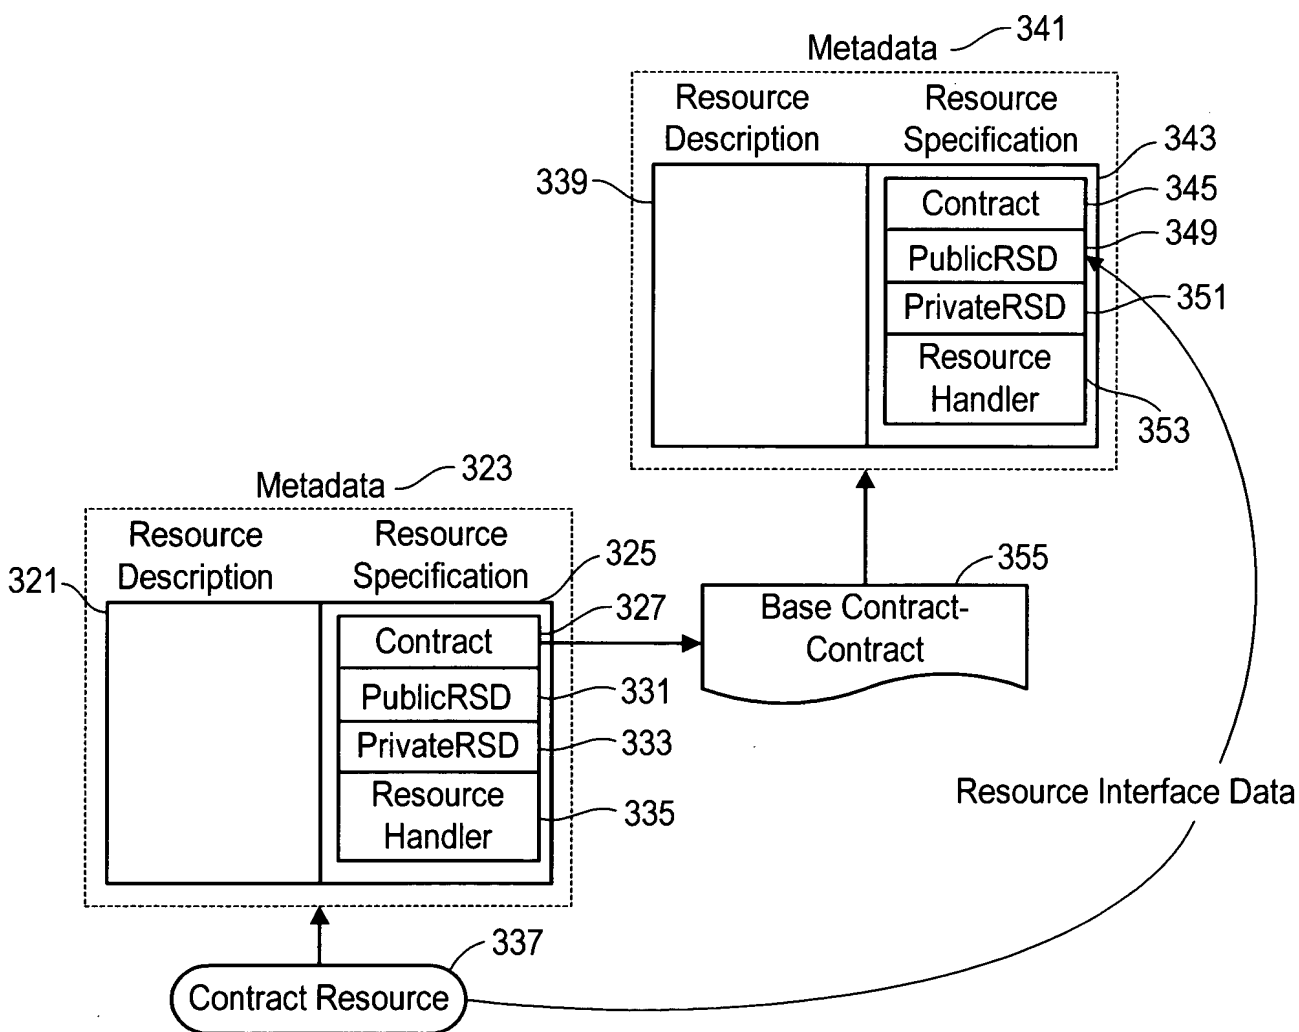 Metadata 341
Resource Description
Resource Specification
343
339
Contract
345
PublicRSD
349
PrivateRSD
351
Resource
Handler
353
Metadata 323
Resource Description
Resource Specification
325
321
Contract
327
PublicRSD
331
PrivateRSD
333
Resource
Handler
335
355
Base Contract-
Contract
Resource Interface Data
337
Contract Resource